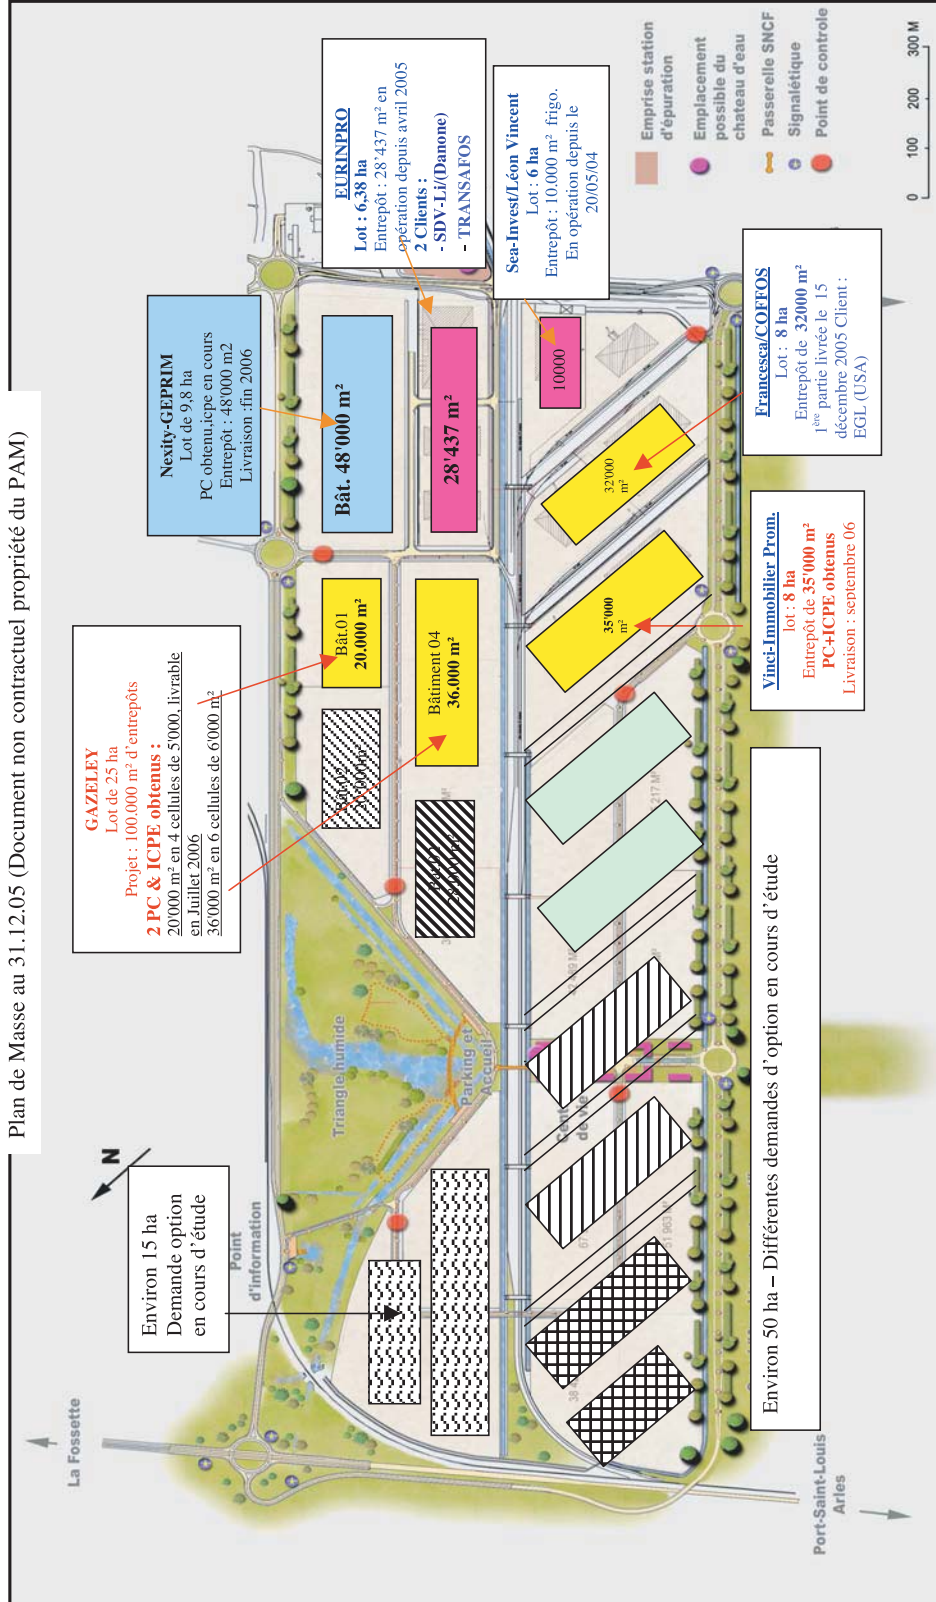 Plan de Masse au 31.12.05 (Document non contractuel propriété du PAM)
La Fossette
N
Environ 15 ha
Demande option
en cours d'étude
Point
d'information
Triangle humide
Parking et
Accueil
GAZELEY
Lot de 25 ha
Projet : 100.000 m² d'entrepôts
2 PC & ICPE obtenus :
20'000 m² en 4 cellules de 5'000, livrable
en Juillet 2006
36'000 m² en 6 cellules de 6'000 m²
Nexity-GEPRIM
Lot de 9,8 ha
PC obtenu,icpe en cours
Entrepôt : 48'000 m2
Livraison :fin 2006
EURINPRO
Lot : 6,38 ha
Entrepôt : 28'437 m² en
opération depuis avril 2005
2 Clients :
- SDV-Li/(Danone)
- TRANSAFOS
Sea-Invest/Léon Vincent
Lot : 6 ha
Entrepôt : 10.000 m² frigo.
En opération depuis le
20/05/04
Bât.01
20.000 m²
Bâtiment 04
36.000 m²
Bât. 48'000 m²
28'437 m²
10000
32'000
m²
35'000
m²
Centre
de vie
Francesca/COFFOS
Lot : 8 ha
Entrepôt de 32000 m²
1ère partie livrée le 15
décembre 2005 Client :
EGL (USA)
Vinci-Immobilier Prom.
lot : 8 ha
Entrepôt de 35'000 m²
PC+ICPE obtenus
Livraison : septembre 06
Environ 50 ha – Différentes demandes d'option en cours d'étude
Port-Saint-Louis
Arles
Emprise station
d'épuration
Emplacement
possible du
chateau d'eau
Passerelle SNCF
Signalétique
Point de controle
0 100 200 300 M